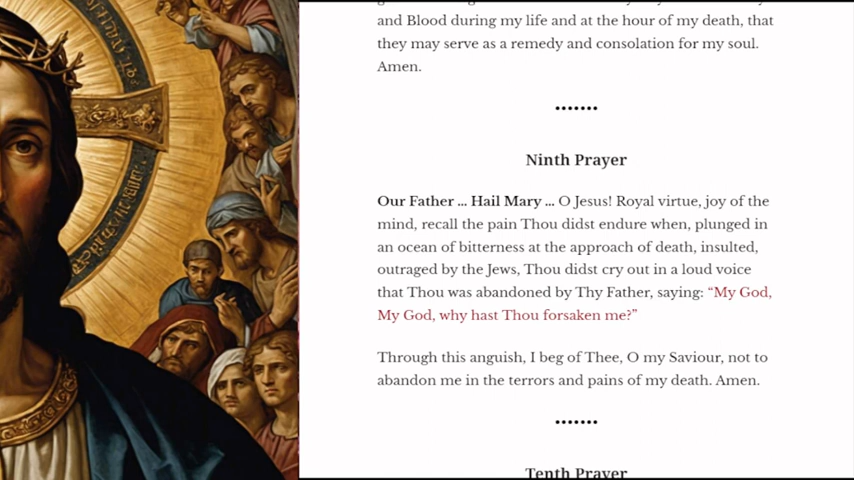 and Blood during my life and at the hour of my death, that
they may serve as a remedy and consolation for my soul.
Amen.
Ninth Prayer
Our Father ... Hail Mary ... O Jesus! Royal virtue, joy of the
mind, recall the pain Thou didst endure when, plunged in
an ocean of bitterness at the approach of death, insulted,
outraged by the Jews, Thou didst cry out in a loud voice
that Thou was abandoned by Thy Father, saying: “My God,
My God, why hast Thou forsaken me?”
Through this anguish, I beg of Thee, O my Saviour, not to
abandon me in the terrors and pains of my death. Amen.
Tenth Prayer